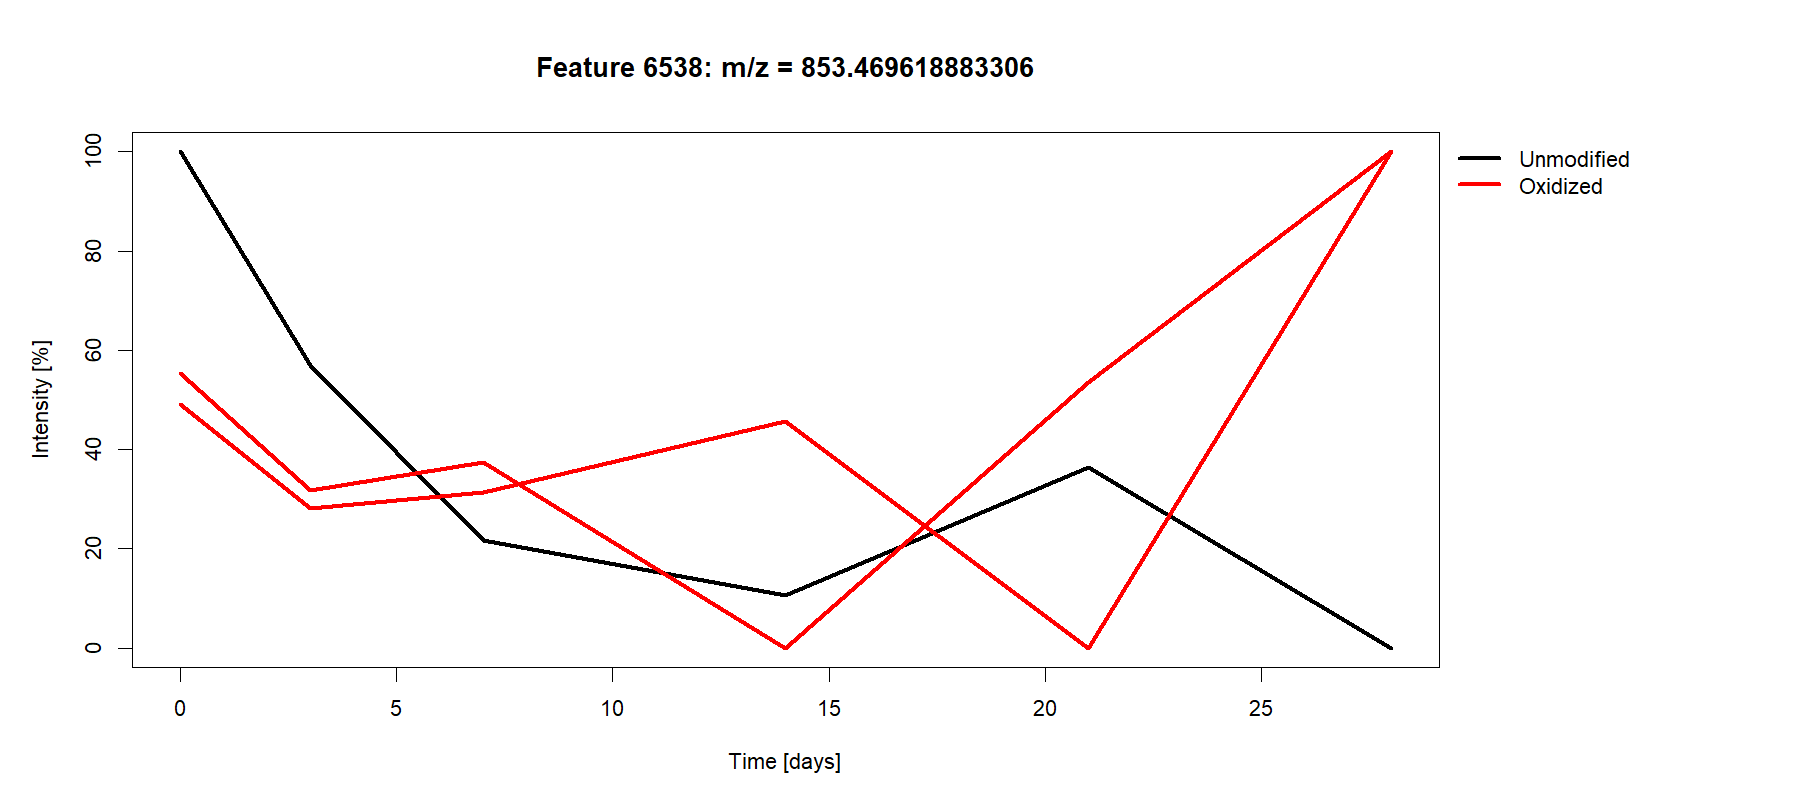 Feature 6538: m/z = 853.469618883306
Unmodified
Oxidized
Intensity [%]
100
80
60
40
20
0
0 5 10 15 20 25
Time [days]